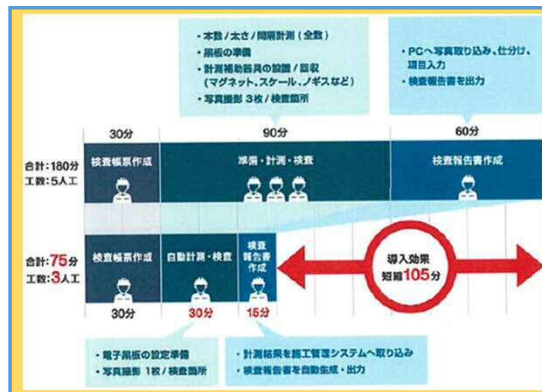 ・本数/太さ/間隔計測(全数)
・黒板の準備
・計測補助器具の設置/回収
(マグネット、スケール、ノギスなど)
・写真撮影 3枚/検査箇所
・PCへ写真取り込み、仕分け、
項目入力
・検査報告書を出力
30分
90分
60分
合計:180分
工数:5人工
検査帳票作成
準備・計測・検査
検査報告書作成
合計:75分
工数:3人工
検査帳票作成
自動計測・検査
検査
報告書
作成
導入効果
短縮105分
30分
30分
15分
・電子黒板の設定準備
・写真撮影 1枚/検査箇所
・計測結果を施工管理システムへ取り込み
・検査報告書を自動生成・出力